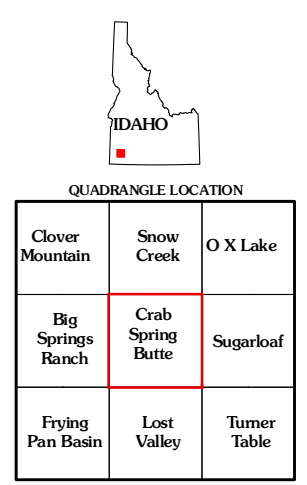 IDAHO
QUADRANGLE LOCATION
Clover
Mountain
Snow
Creek
O X Lake
Big
Springs
Ranch
Crab
Spring
Butte
Sugarloaf
Frying
Pan Basin
Lost
Valley
Turner
Table